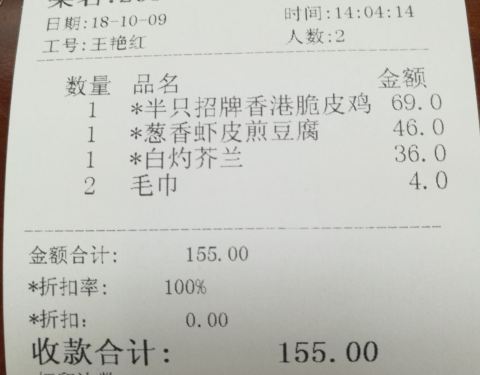 日期:18-10-09 时间:14:04:14
工号:王艳红 人数:2
数量 品名 金额
1 *半只招牌香港脆皮鸡 69.0
1 *葱香虾皮煎豆腐 46.0
1 *白灼芥兰 36.0
2 毛巾 4.0
金额合计: 155.00
*折扣率: 100%
*折扣: 0.00
收款合计: 155.00